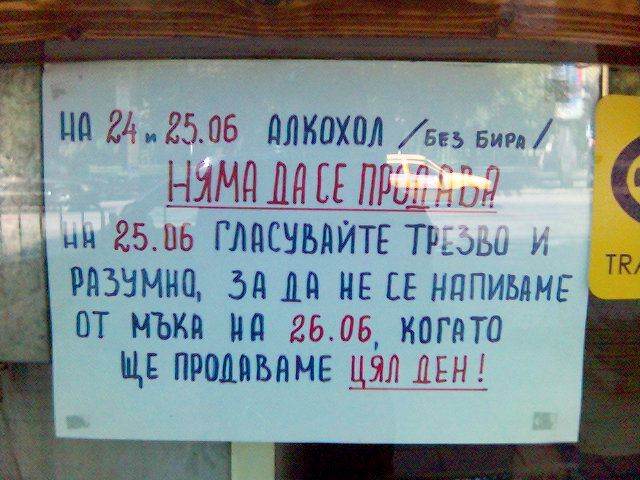 НА 24 и 25.06 АЛКОХОЛ /БЕЗ БИРА/
НЯМА ДА СЕ ПРОДАВА
НА 25.06 ГЛАСУВАЙТЕ ТРЕЗВО И
РАЗУМНО, ЗА ДА НЕ СЕ НАПИВАМЕ
ОТ МЪКА НА 26.06, КОГАТО
ЩЕ ПРОДАВАМЕ ЦЯЛ ДЕН!